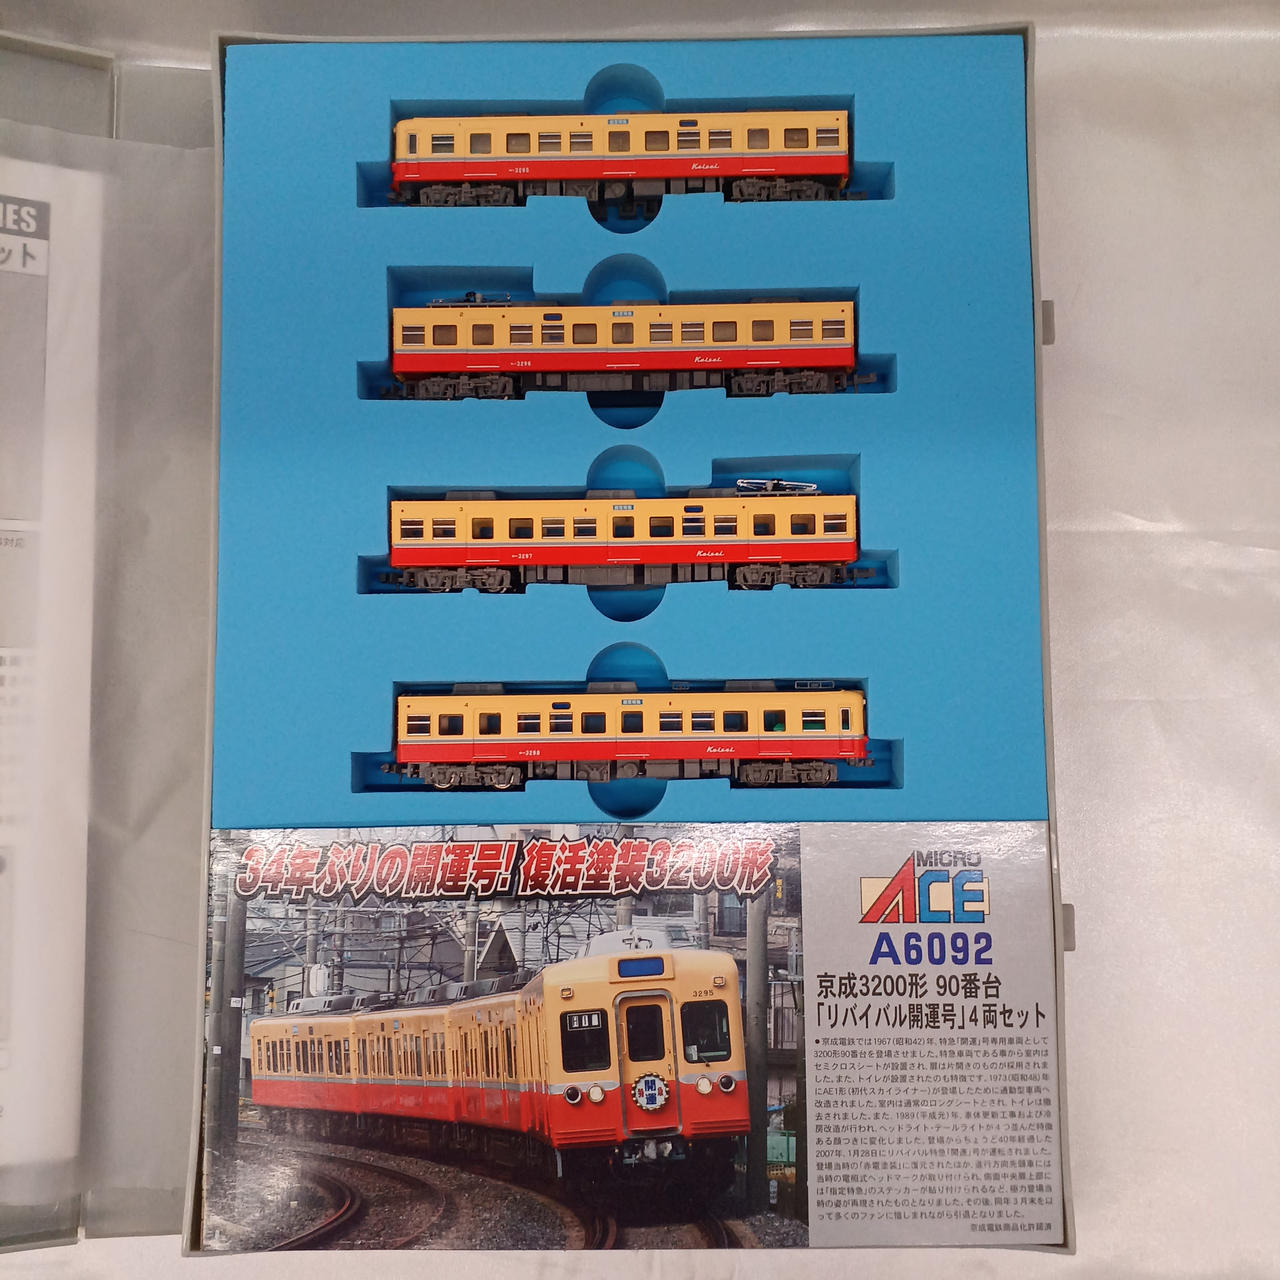 IES
ット
対応
3295
Keisei
2
3296
Keisei
3
3297
Keisei
4
3298
Keisei
34年ぶりの開運号!復活塗装3200形
3295
開運
MICRO
ACE
A6092
京成3200形 90番台
「リバイバル開運号」4両セット
●京成電鉄では1967(昭和42)年、特急「開運」号専用車両として
3200形90番台を登場させました。特急車両である事から室内は
セミクロスシートが設置され、扉は片開きのものが採用されま
した。また、トイレが設置されたのも特徴です。1973(昭和48)年
にAE1形(初代スカイライナー)が登場したために通勤型車両へ
改造されました。室内は通常のロングシートとされ、トイレは撤
去されました。また、1989(平成元)年、車体更新工事および冷
房改造が行われ、ヘッドライト・テールライトが4つ並んだ特徴
ある顔つきに変化しました。登場からちょうど40年経過した
2007年、1月28日にリバイバル特急「開運」号が運転されました。
登場当時の「赤電塗装」に復元されたほか、進行方向先頭車には
当時の電照式ヘッドマークが取り付けられ、側面中央扉上部に
は「指定特急」のステッカーが貼り付けられるなど、極力登場当
時の姿が再現されたものとなりました。その後、同年3月末を以
って多くのファンに惜しまれながら引退となりました。
京成電鉄商品化許諾済